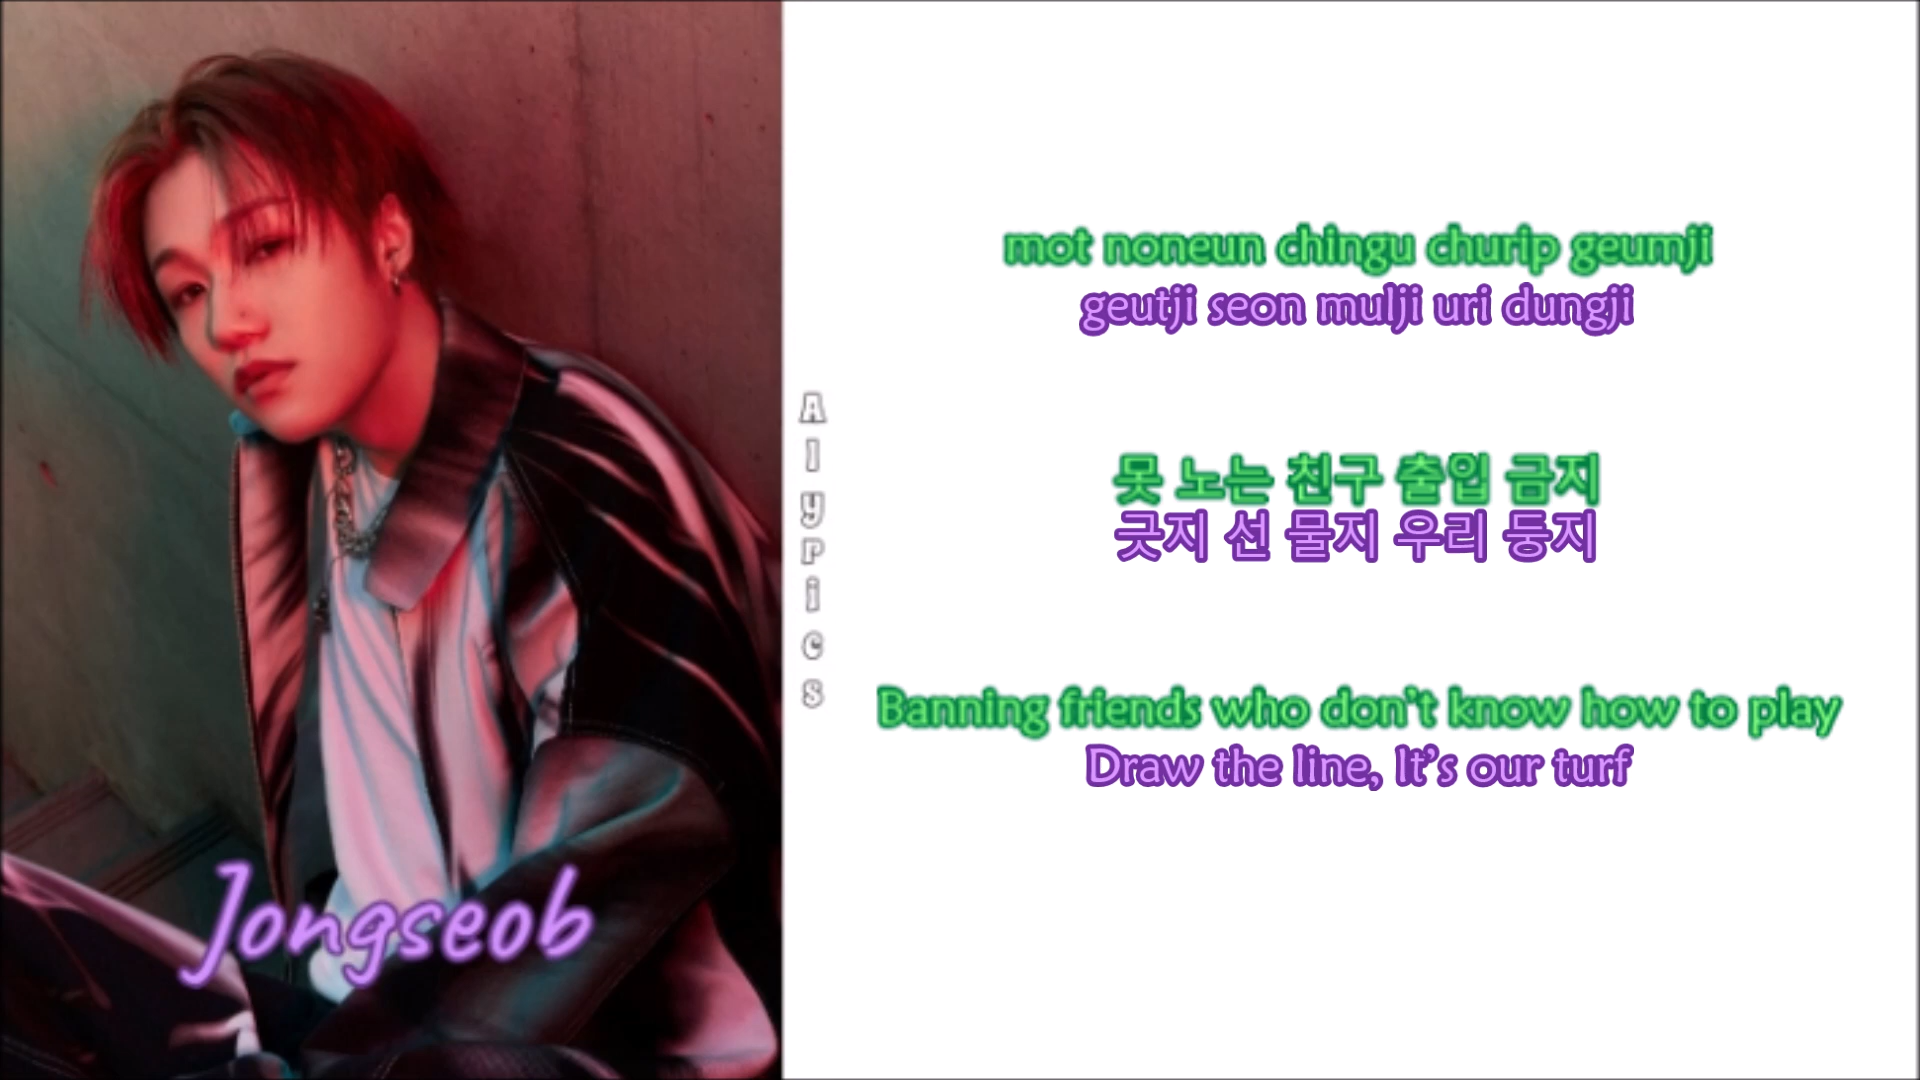 Jongseob
Alyrics
mot noneun chingu churip geumji
geutji seon mulji uri dungji
못 노는 친구 출입 금지
긋지 선 물지 우리 둥지
Banning friends who don't know how to play
Draw the line, It's our turf